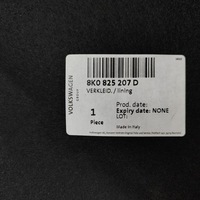 VOLKSWAGEN
8K0 825 207 D
VERKLEID. / lining
1
Piece
Prod. date:
Expiry date: NONE
LOT:
Made in Italy